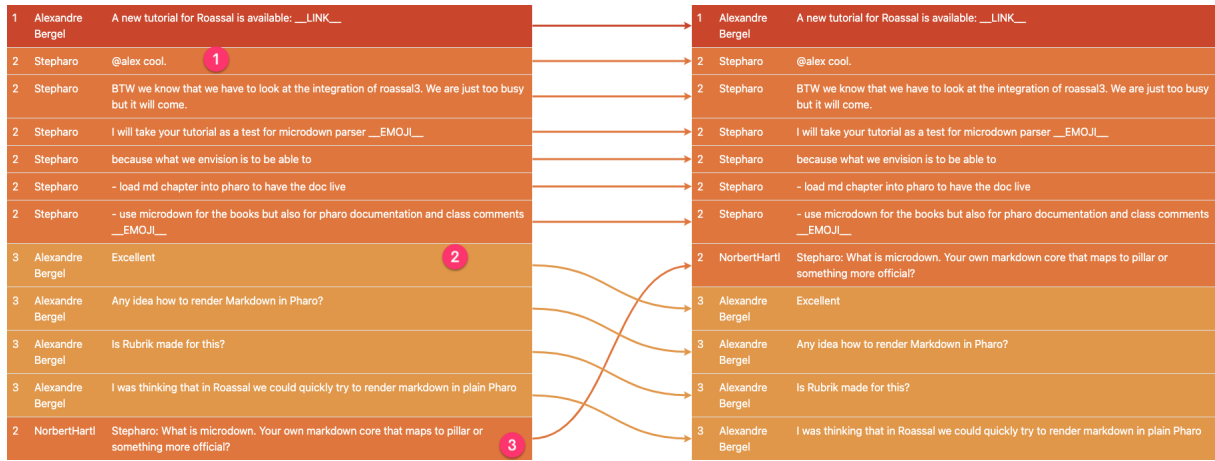 1 Alexandre A new tutorial for Roassal is available: __LINK__
Bergel
2 Stepharo @alex cool. 1
2 Stepharo BTW we know that we have to look at the integration of roassal3. We are just too busy
but it will come.
2 Stepharo I will take your tutorial as a test for microdown parser __EMOJI__
2 Stepharo because what we envision is to be able to
2 Stepharo - load md chapter into pharo to have the doc live
2 Stepharo - use microdown for the books but also for pharo documentation and class comments
__EMOJI__
3 Alexandre Excellent 2
Bergel
3 Alexandre Any idea how to render Markdown in Pharo?
Bergel
3 Alexandre Is Rubrik made for this?
Bergel
3 Alexandre I was thinking that in Roassal we could quickly try to render markdown in plain Pharo
Bergel
2 NorbertHartl Stepharo: What is microdown. Your own markdown core that maps to pillar or
something more official? 3
1 Alexandre A new tutorial for Roassal is available: __LINK__
Bergel
2 Stepharo @alex cool.
2 Stepharo BTW we know that we have to look at the integration of roassal3. We are just too busy
but it will come.
2 Stepharo I will take your tutorial as a test for microdown parser __EMOJI__
2 Stepharo because what we envision is to be able to
2 Stepharo - load md chapter into pharo to have the doc live
2 Stepharo - use microdown for the books but also for pharo documentation and class comments
__EMOJI__
2 NorbertHartl Stepharo: What is microdown. Your own markdown core that maps to pillar or
something more official?
3 Alexandre Excellent
Bergel
3 Alexandre Any idea how to render Markdown in Pharo?
Bergel
3 Alexandre Is Rubrik made for this?
Bergel
3 Alexandre I was thinking that in Roassal we could quickly try to render markdown in plain Pharo
Bergel